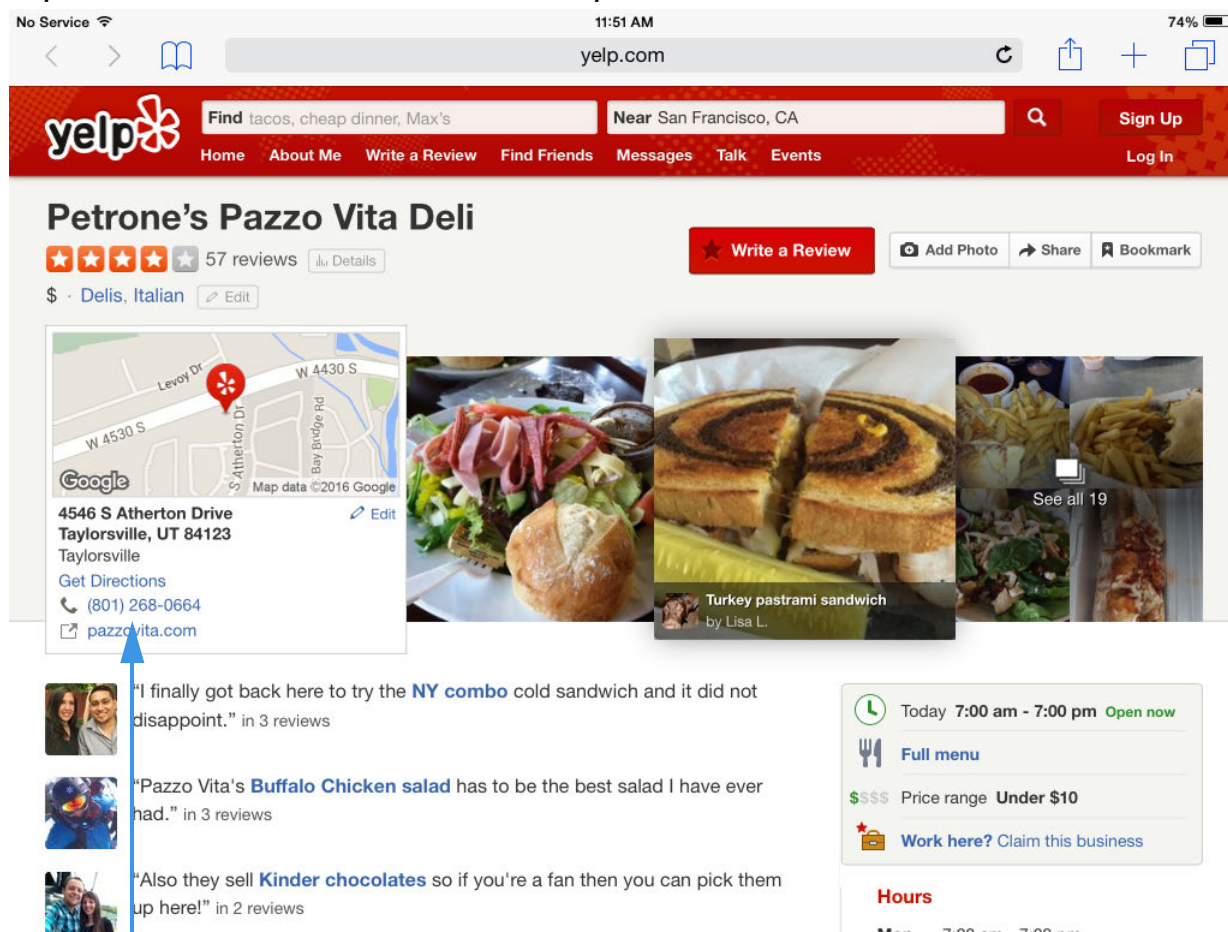 No Service 11:51 AM 74%
yelp.com
yelp Find tacos, cheap dinner, Max's Near San Francisco, CA Sign Up
Home About Me Write a Review Find Friends Messages Talk Events Log In
Petrone's Pazzo Vita Deli
57 reviews Details
Write a Review Add Photo Share Bookmark
$ · Delis, Italian Edit
Levoy Dr
W 4430 S
W 4530 S
S Atherton Dr
Bay Bridge Rd
Google
Map data ©2016 Google
4546 S Atherton Drive Edit
Taylorsville, UT 84123
Taylorsville
Get Directions
(801) 268-0664
pazzovita.com
Turkey pastrami sandwich
by Lisa L.
See all 19
“I finally got back here to try the NY combo cold sandwich and it did not
disappoint.” in 3 reviews
“Pazzo Vita's Buffalo Chicken salad has to be the best salad I have ever
had.” in 3 reviews
“Also they sell Kinder chocolates so if you're a fan then you can pick them
up here!” in 2 reviews
Today 7:00 am - 7:00 pm Open now
Full menu
$$$$ Price range Under $10
Work here? Claim this business
Hours
Mon 7:00 am - 7:00 pm